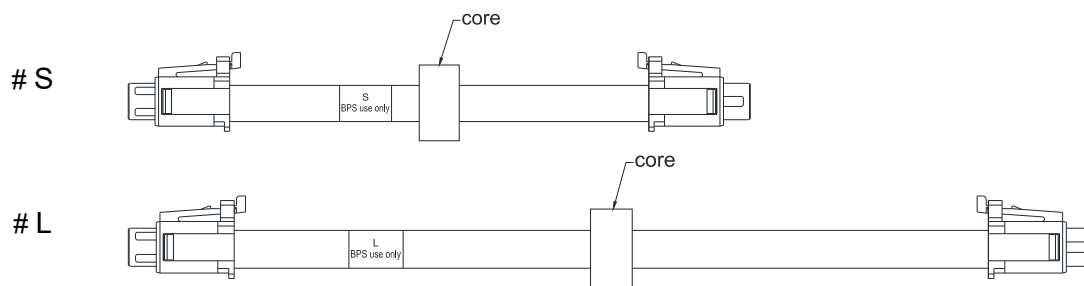 core
# S
S
BPS use only
core
# L
L
BPS use only